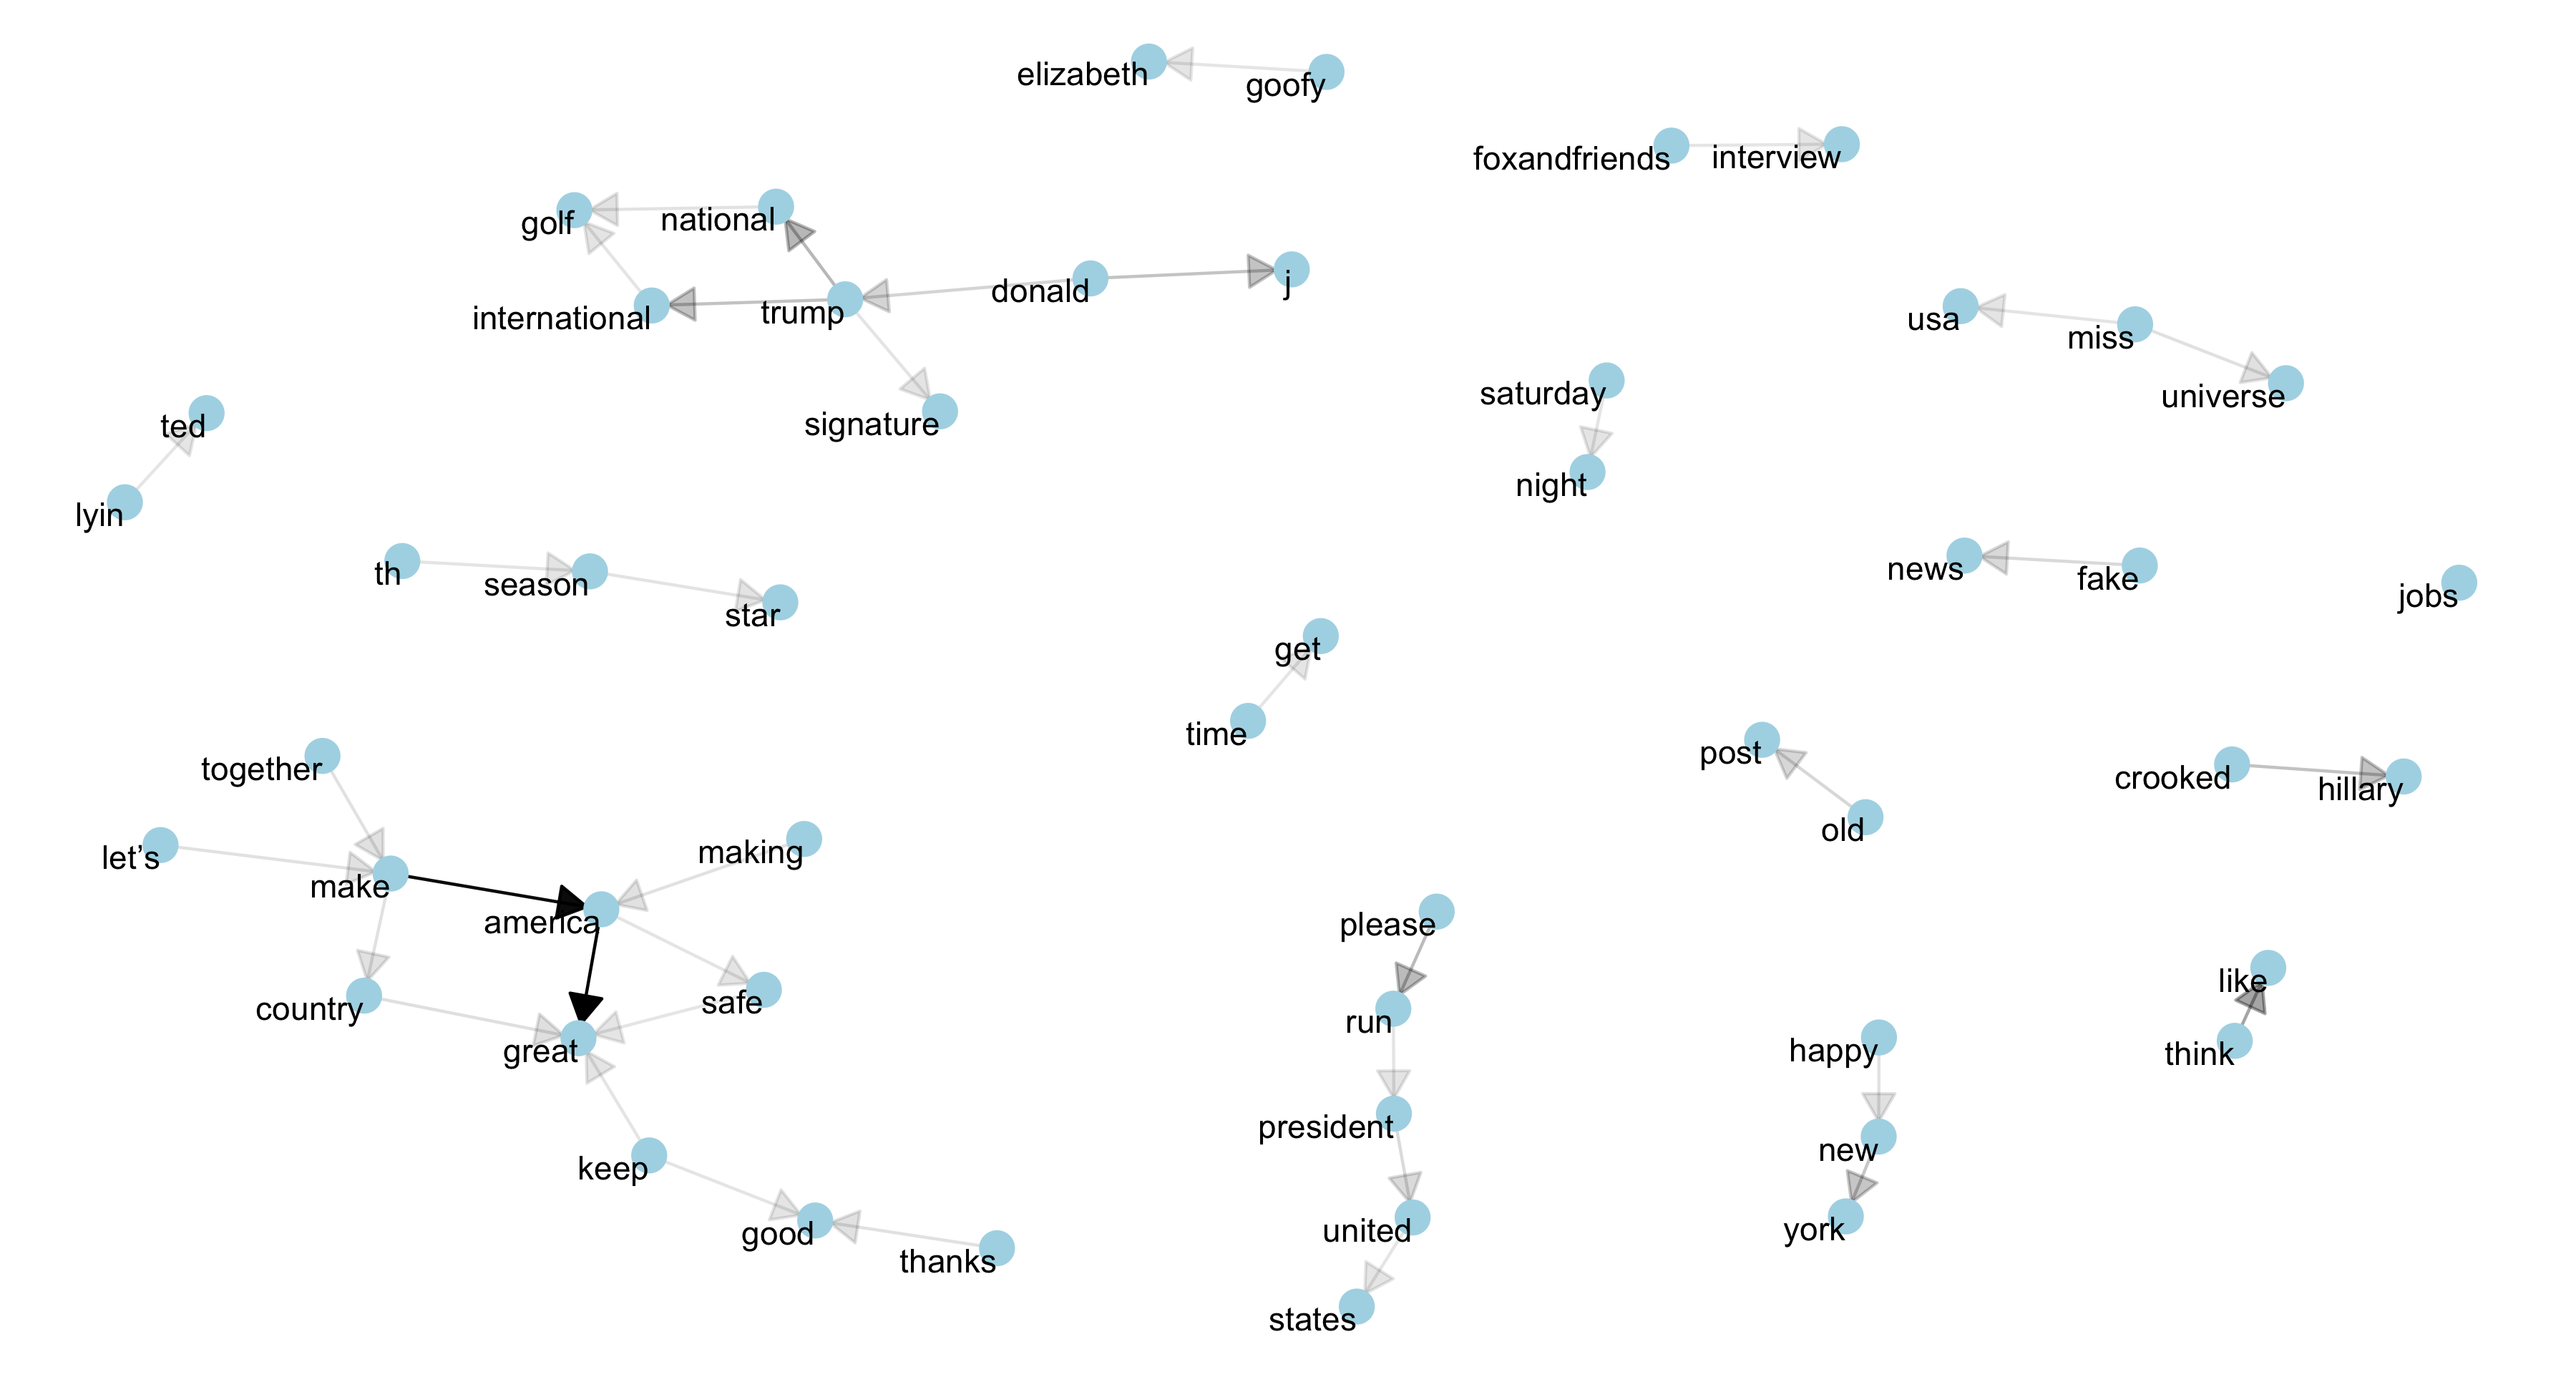 elizabeth
goofy
foxandfriends
interview
golf
national
donald
j
international
trump
usa
miss
saturday
universe
ted
signature
night
lyin
th
season
star
news
fake
jobs
get
time
together
post
crooked
hillary
let’s
making
old
make
america
please
country
safe
run
like
great
happy
think
president
new
keep
good
thanks
united
york
states